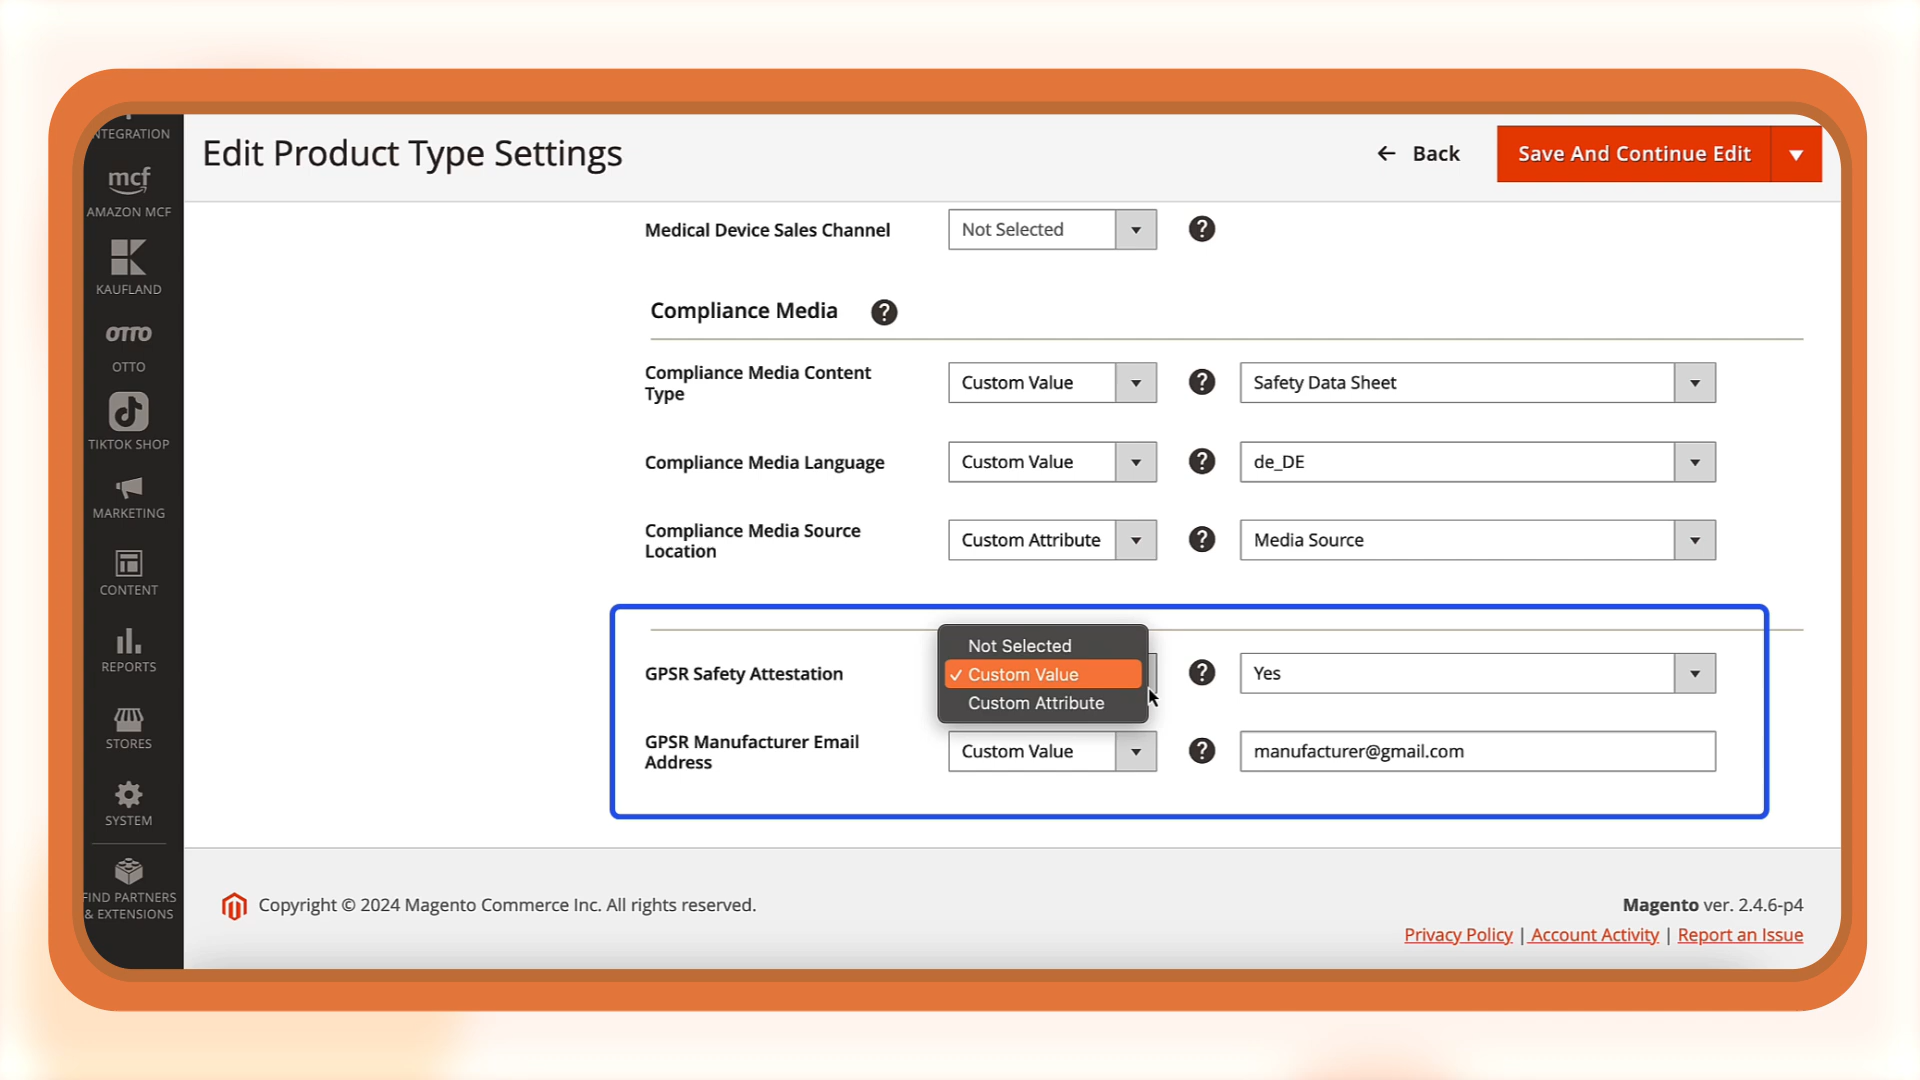 NTEGRATION
mcf
AMAZON MCF
KAUFLAND
OTTO
OTTO
TIKTOK SHOP
MARKETING
CONTENT
REPORTS
STORES
SYSTEM
FIND PARTNERS
& EXTENSIONS
Edit Product Type Settings
Back
Save And Continue Edit
Medical Device Sales Channel
Not Selected
?
Compliance Media
?
Compliance Media Content
Type
Custom Value
?
Safety Data Sheet
Compliance Media Language
Custom Value
?
de_DE
Compliance Media Source
Location
Custom Attribute
?
Media Source
GPSR Safety Attestation
Not Selected
✓ Custom Value
Custom Attribute
?
Yes
GPSR Manufacturer Email
Address
Custom Value
?
manufacturer@gmail.com
Copyright © 2024 Magento Commerce Inc. All rights reserved.
Magento ver. 2.4.6-p4
Privacy Policy | Account Activity | Report an Issue